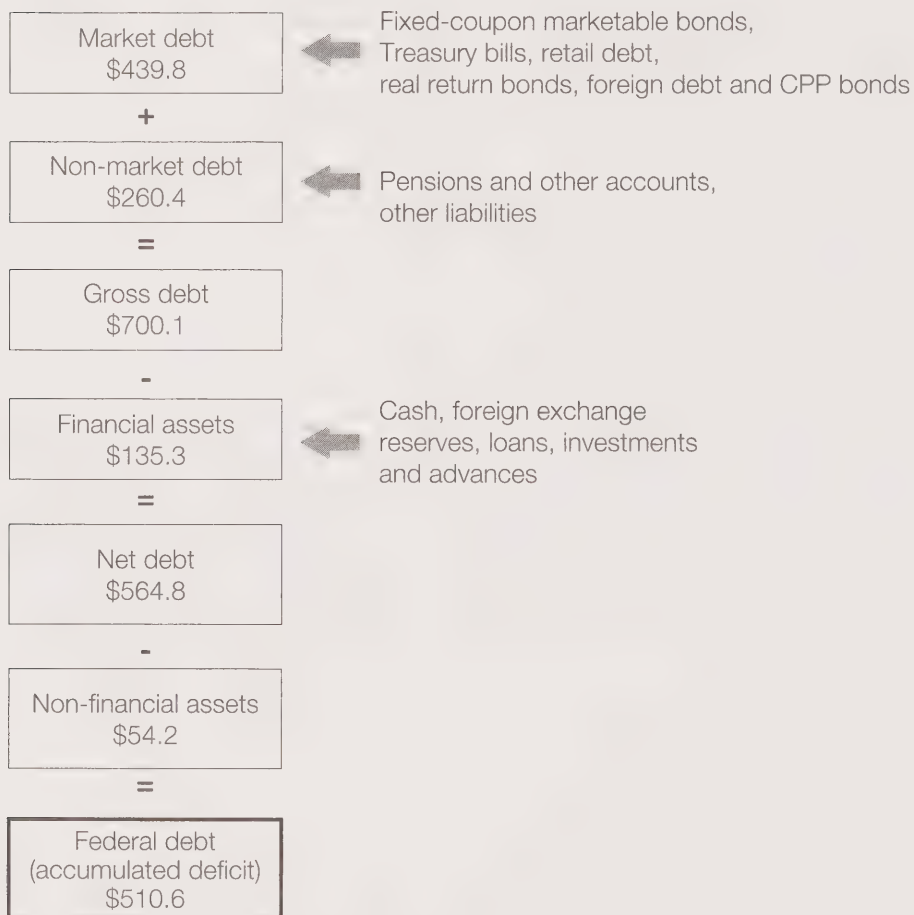 Market debt
$439.8
Fixed-coupon marketable bonds,
Treasury bills, retail debt,
real return bonds, foreign debt and CPP bonds
+
Non-market debt
$260.4
Pensions and other accounts,
other liabilities
=
Gross debt
$700.1
-
Financial assets
$135.3
Cash, foreign exchange
reserves, loans, investments
and advances
=
Net debt
$564.8
-
Non-financial assets
$54.2
=
Federal debt
(accumulated deficit)
$510.6